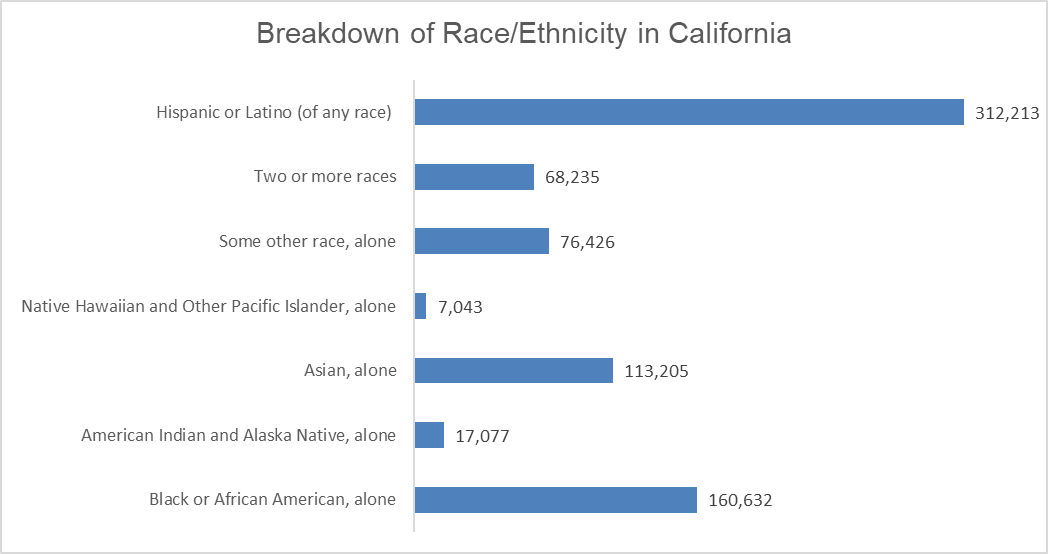 Breakdown of Race/Ethnicity in California
Hispanic or Latino (of any race) 312,213
Two or more races 68,235
Some other race, alone 76,426
Native Hawaiian and Other Pacific Islander, alone 7,043
Asian, alone 113,205
American Indian and Alaska Native, alone 17,077
Black or African American, alone 160,632